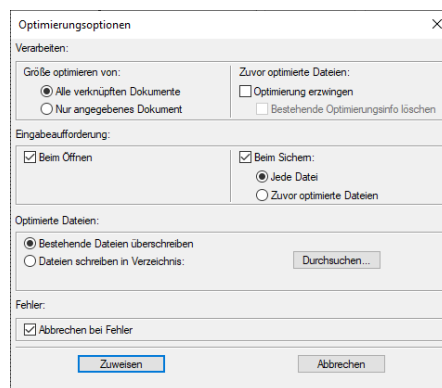 Optimierungsoptionen
Verarbeiten:
Größe optimieren von:
Alle verknüpften Dokumente
Nur angegebenes Dokument
Zuvor optimierte Dateien:
Optimierung erzwingen
Bestehende Optimierungsinfo löschen
Eingabeaufforderung:
Beim Öffnen
Beim Sichern:
Jede Datei
Zuvor optimierte Dateien
Optimierte Dateien:
Bestehende Dateien überschreiben
Dateien schreiben in Verzeichnis:
Durchsuchen...
Fehler:
Abbrechen bei Fehler
Zuweisen
Abbrechen